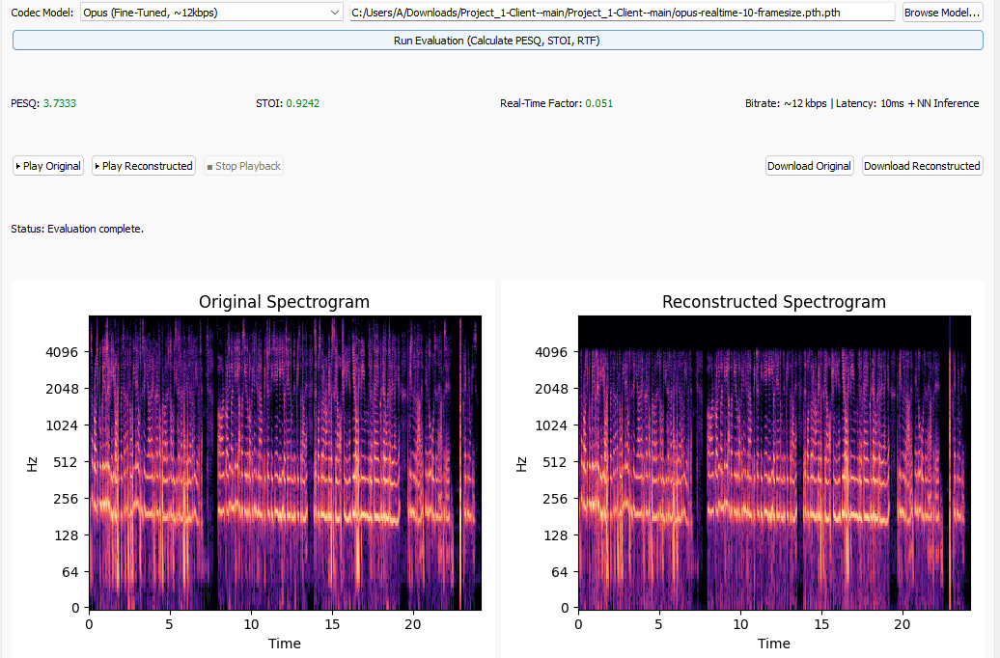 Codec Model: Opus (Fine-Tuned, ~12kbps) C:/Users/A/Downloads/Project_1-Client--main/Project_1-Client--main/opus-realtime-10-framesize.pth.pth Browse Model...
Run Evaluation (Calculate PESQ, STOI, RTF)
PESQ: 3.7333 STOI: 0.9242 Real-Time Factor: 0.051 Bitrate: ~12 kbps | Latency: 10ms + NN Inference
Play Original Play Reconstructed Stop Playback Download Original Download Reconstructed
Status: Evaluation complete.
Original Spectrogram
4096
2048
1024
512
256
128
64
0
Hz
0 5 10 15 20
Time
Reconstructed Spectrogram
4096
2048
1024
512
256
128
64
0
Hz
0 5 10 15 20
Time